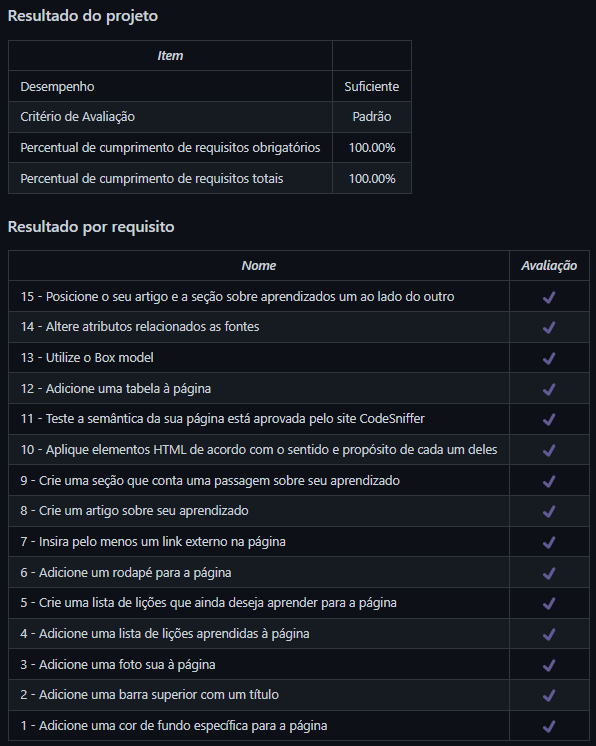 Resultado do projeto
Item
Desempenho Suficiente
Critério de Avaliação Padrão
Percentual de cumprimento de requisitos obrigatórios 100.00%
Percentual de cumprimento de requisitos totais 100.00%
Resultado por requisito
Nome Avaliação
15 - Posicione o seu artigo e a seção sobre aprendizados um ao lado do outro ✔
14 - Altere atributos relacionados as fontes ✔
13 - Utilize o Box model ✔
12 - Adicione uma tabela à página ✔
11 - Teste a semântica da sua página está aprovada pelo site CodeSniffer ✔
10 - Aplique elementos HTML de acordo com o sentido e propósito de cada um deles ✔
9 - Crie uma seção que conta uma passagem sobre seu aprendizado ✔
8 - Crie um artigo sobre seu aprendizado ✔
7 - Insira pelo menos um link externo na página ✔
6 - Adicione um rodapé para a página ✔
5 - Crie uma lista de lições que ainda deseja aprender para a página ✔
4 - Adicione uma lista de lições aprendidas à página ✔
3 - Adicione uma foto sua à página ✔
2 - Adicione uma barra superior com um título ✔
1 - Adicione uma cor de fundo específica para a página ✔